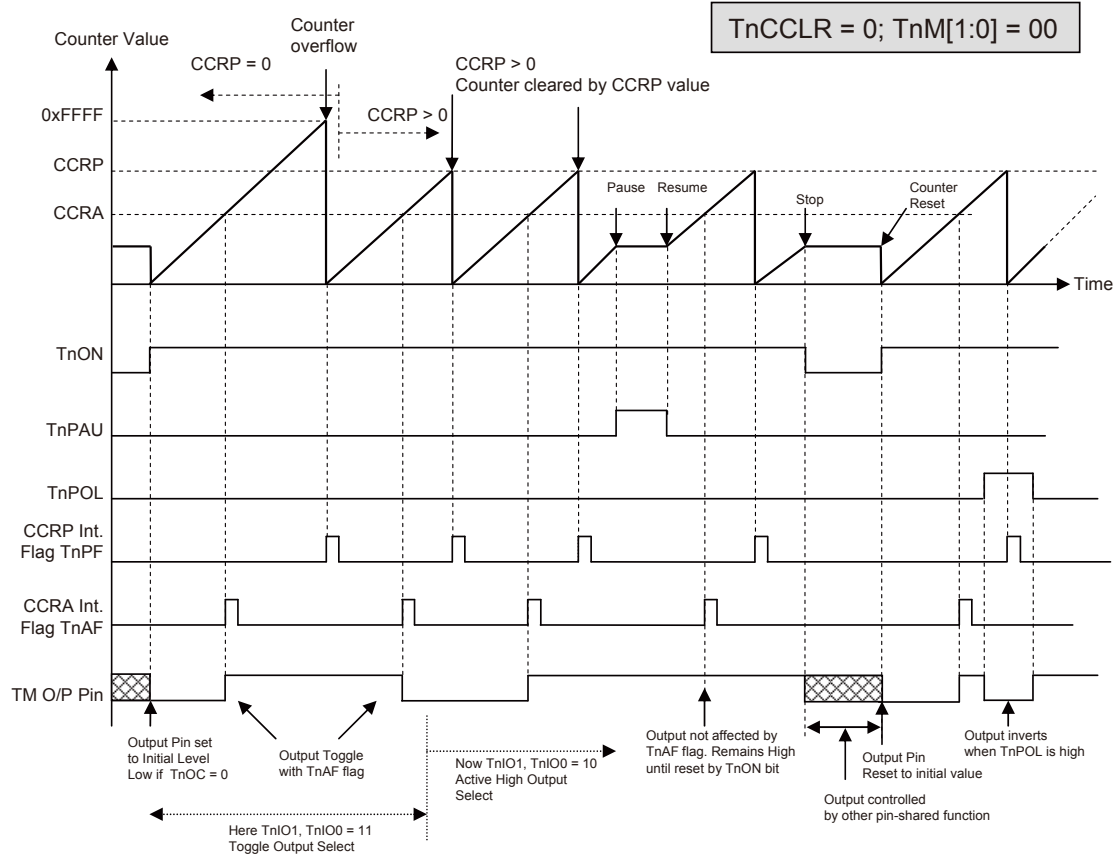 TnCCLR = 0; TnM[1:0] = 00
Counter Value
Counter
overflow
CCRP = 0
CCRP > 0
CCRP > 0
Counter cleared by CCRP value
0xFFFF
CCRP
CCRA
Pause
Resume
Stop
Counter
Reset
Time
TnON
TnPAU
TnPOL
CCRP Int.
Flag TnPF
CCRA Int.
Flag TnAF
TM O/P Pin
Output Pin set
to Initial Level
Low if TnOC = 0
Output Toggle
with TnAF flag
Now TnIO1, TnIO0 = 10
Active High Output
Select
Here TnIO1, TnIO0 = 11
Toggle Output Select
Output not affected by
TnAF flag. Remains High
until reset by TnON bit
Output Pin
Reset to initial value
Output controlled
by other pin-shared function
Output inverts
when TnPOL is high